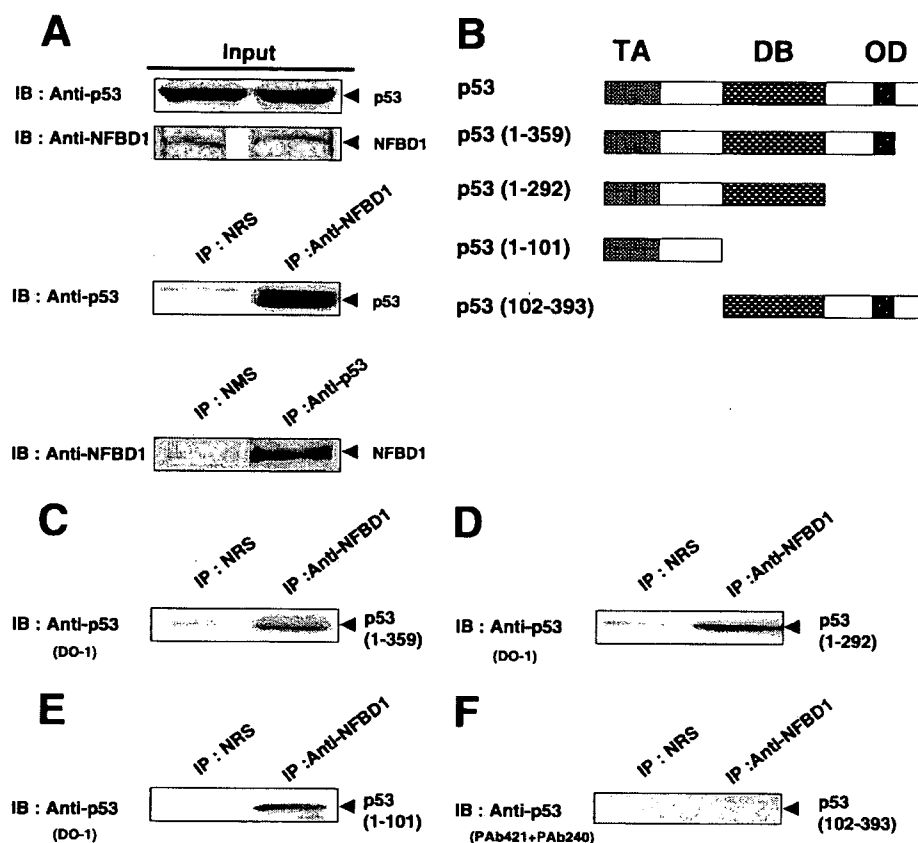 A
Input
IB : Anti-p53
p53
IB : Anti-NFBD1
NFBD1
IP : NRS
IP :Anti-NFBD1
IB : Anti-p53
p53
IP : NMS
IP :Anti-p53
IB : Anti-NFBD1
NFBD1
B
TA DB OD
p53
p53 (1-359)
p53 (1-292)
p53 (1-101)
p53 (102-393)
C
IP : NRS
IP :Anti-NFBD1
IB : Anti-p53
(DO-1)
p53
(1-359)
D
IP : NRS
IP :Anti-NFBD1
IB : Anti-p53
(DO-1)
p53
(1-292)
E
IP : NRS
IP :Anti-NFBD1
IB : Anti-p53
(DO-1)
p53
(1-101)
F
IP : NRS
IP :Anti-NFBD1
IB : Anti-p53
(PAb421+PAb240)
p53
(102-393)